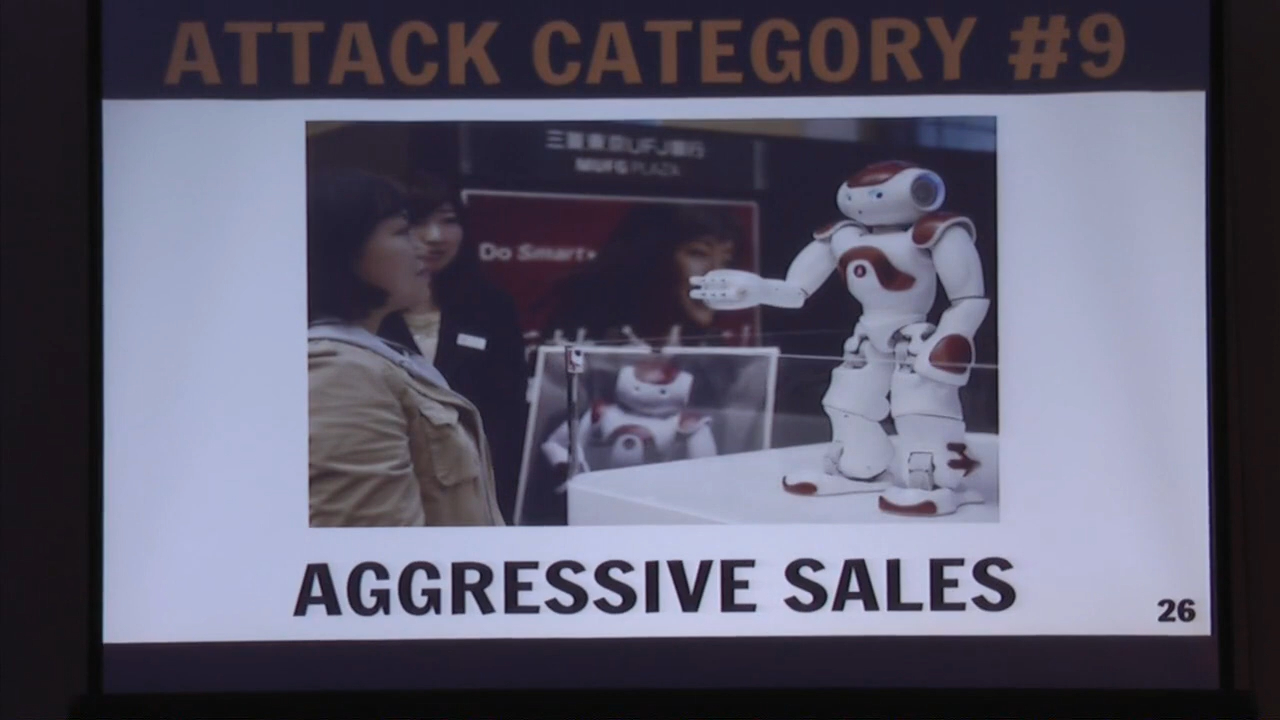 ATTACK CATEGORY #9
三菱東京UFJ銀行
MUFG PLAZA
Do Smart
AGGRESSIVE SALES
26